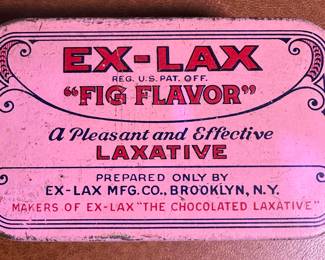 EX-LAX
REG. U.S. PAT. OFF.
"FIG FLAVOR"
A Pleasant and Effective
LAXATIVE
PREPARED ONLY BY
EX-LAX MFG. CO., BROOKLYN, N.Y.
MAKERS OF EX-LAX "THE CHOCOLATED LAXATIVE"